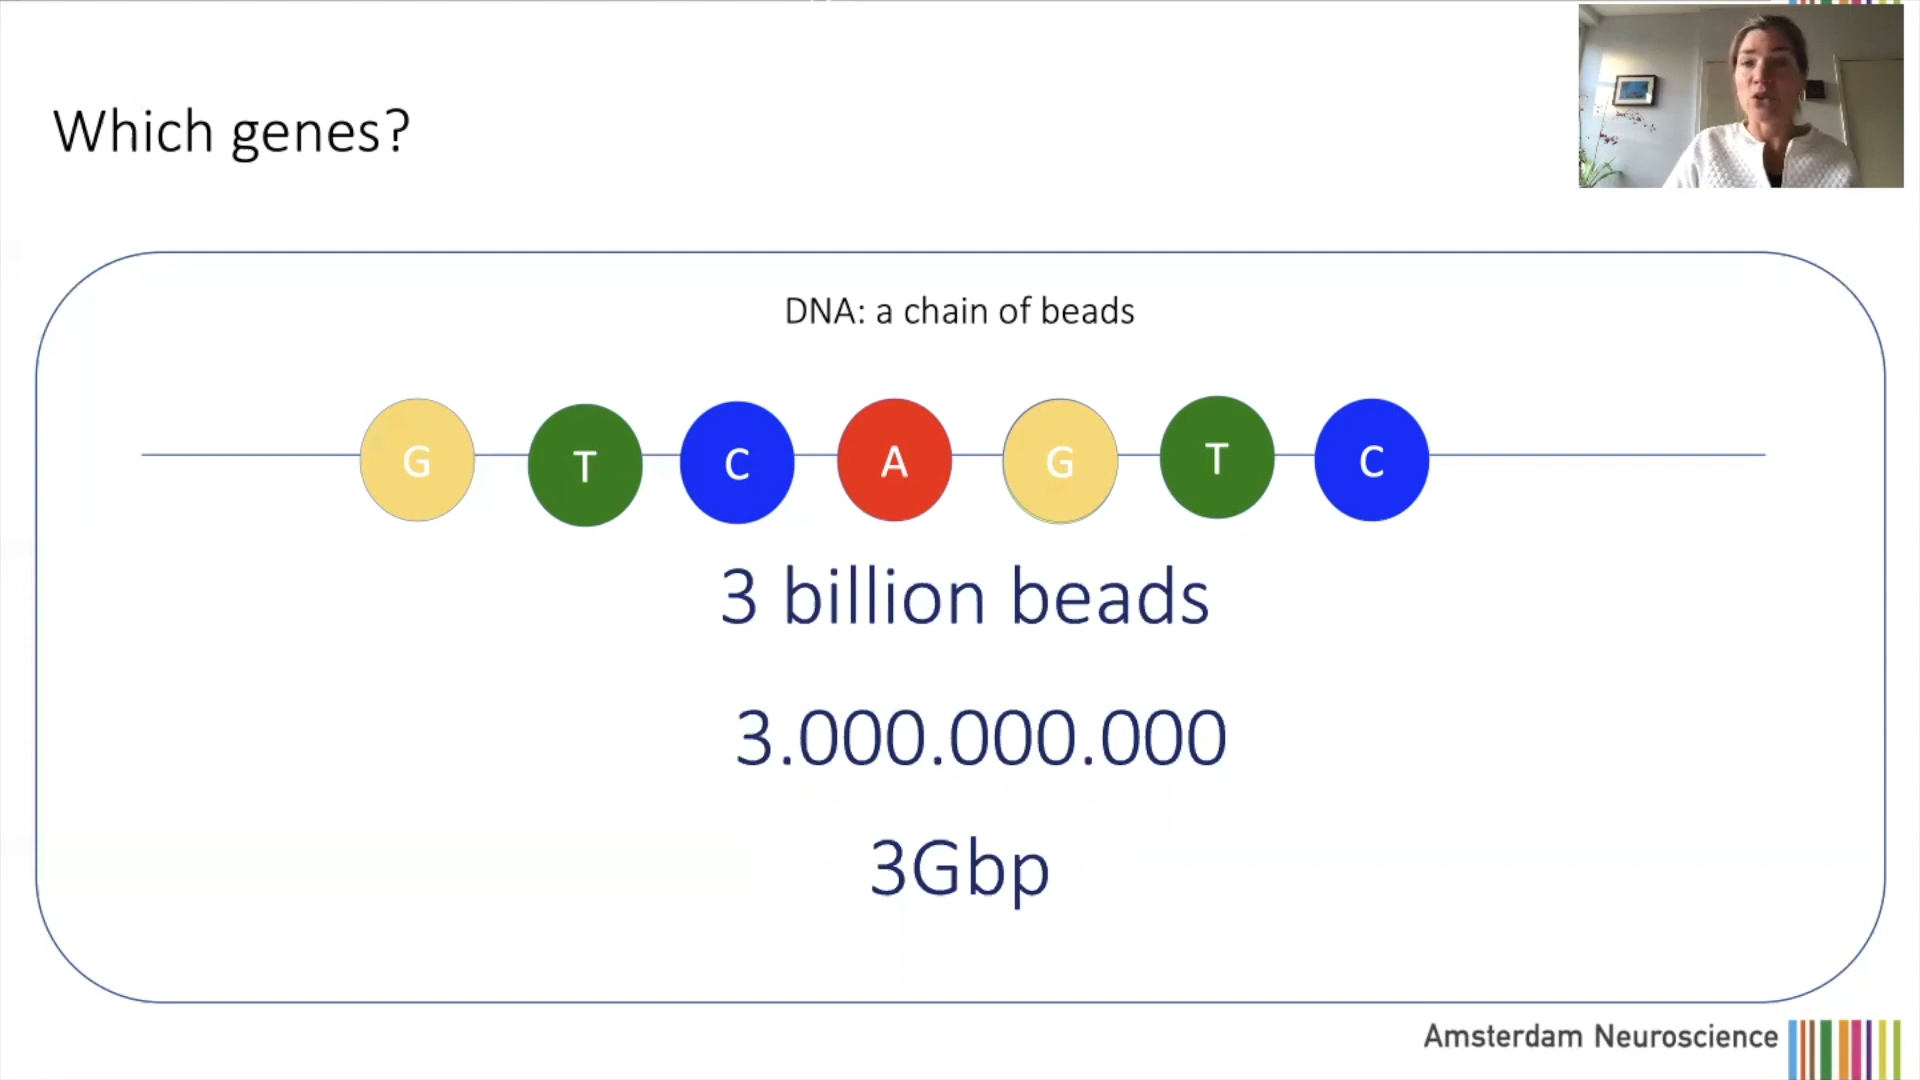 Which genes?
DNA: a chain of beads
G T C A G T C
3 billion beads
3.000.000.000
3Gbp
Amsterdam Neuroscience